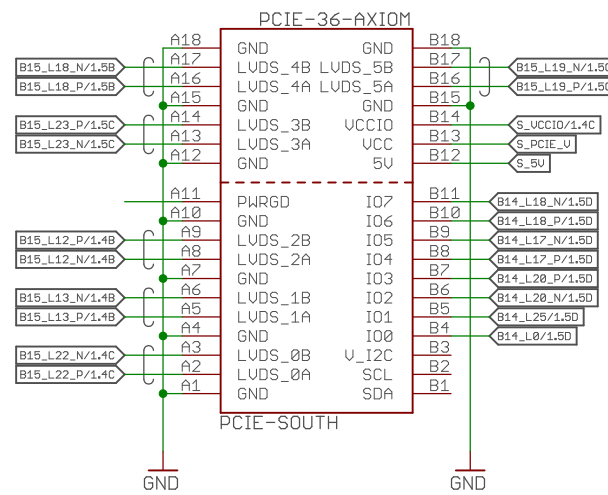 PCIE-36-AXIOM
A18 GND GND B18
B15_L18_N/1.5B A17 LVDS_4B LVDS_5B B17 B15_L19_N/1.5C
B15_L18_P/1.5B A16 LVDS_4A LVDS_5A B16 B15_L19_P/1.5C
A15 GND GND B15
B15_L23_P/1.5C A14 LVDS_3B VCCIO B14 S_VCCIO/1.4C
B15_L23_N/1.5C A13 LVDS_3A VCC B13 S_PCIE_V
A12 GND 5V B12 S_5V
A11 PWRGD IO7 B11 B14_L18_N/1.5D
A10 GND IO6 B10 B14_L18_P/1.5D
B15_L12_P/1.4B A9 LVDS_2B IO5 B9 B14_L17_N/1.5D
B15_L12_N/1.4B A8 LVDS_2A IO4 B8 B14_L17_P/1.5D
A7 GND IO3 B7 B14_L20_P/1.5D
B15_L13_N/1.4B A6 LVDS_1B IO2 B6 B14_L20_N/1.5D
B15_L13_P/1.4B A5 LVDS_1A IO1 B5 B14_L25/1.5D
A4 GND IO0 B4 B14_L0/1.5D
B15_L22_N/1.4C A3 LVDS_0B V_I2C B3
B15_L22_P/1.4C A2 LVDS_0A SCL B2
A1 GND SDA B1
PCIE-SOUTH
GND GND